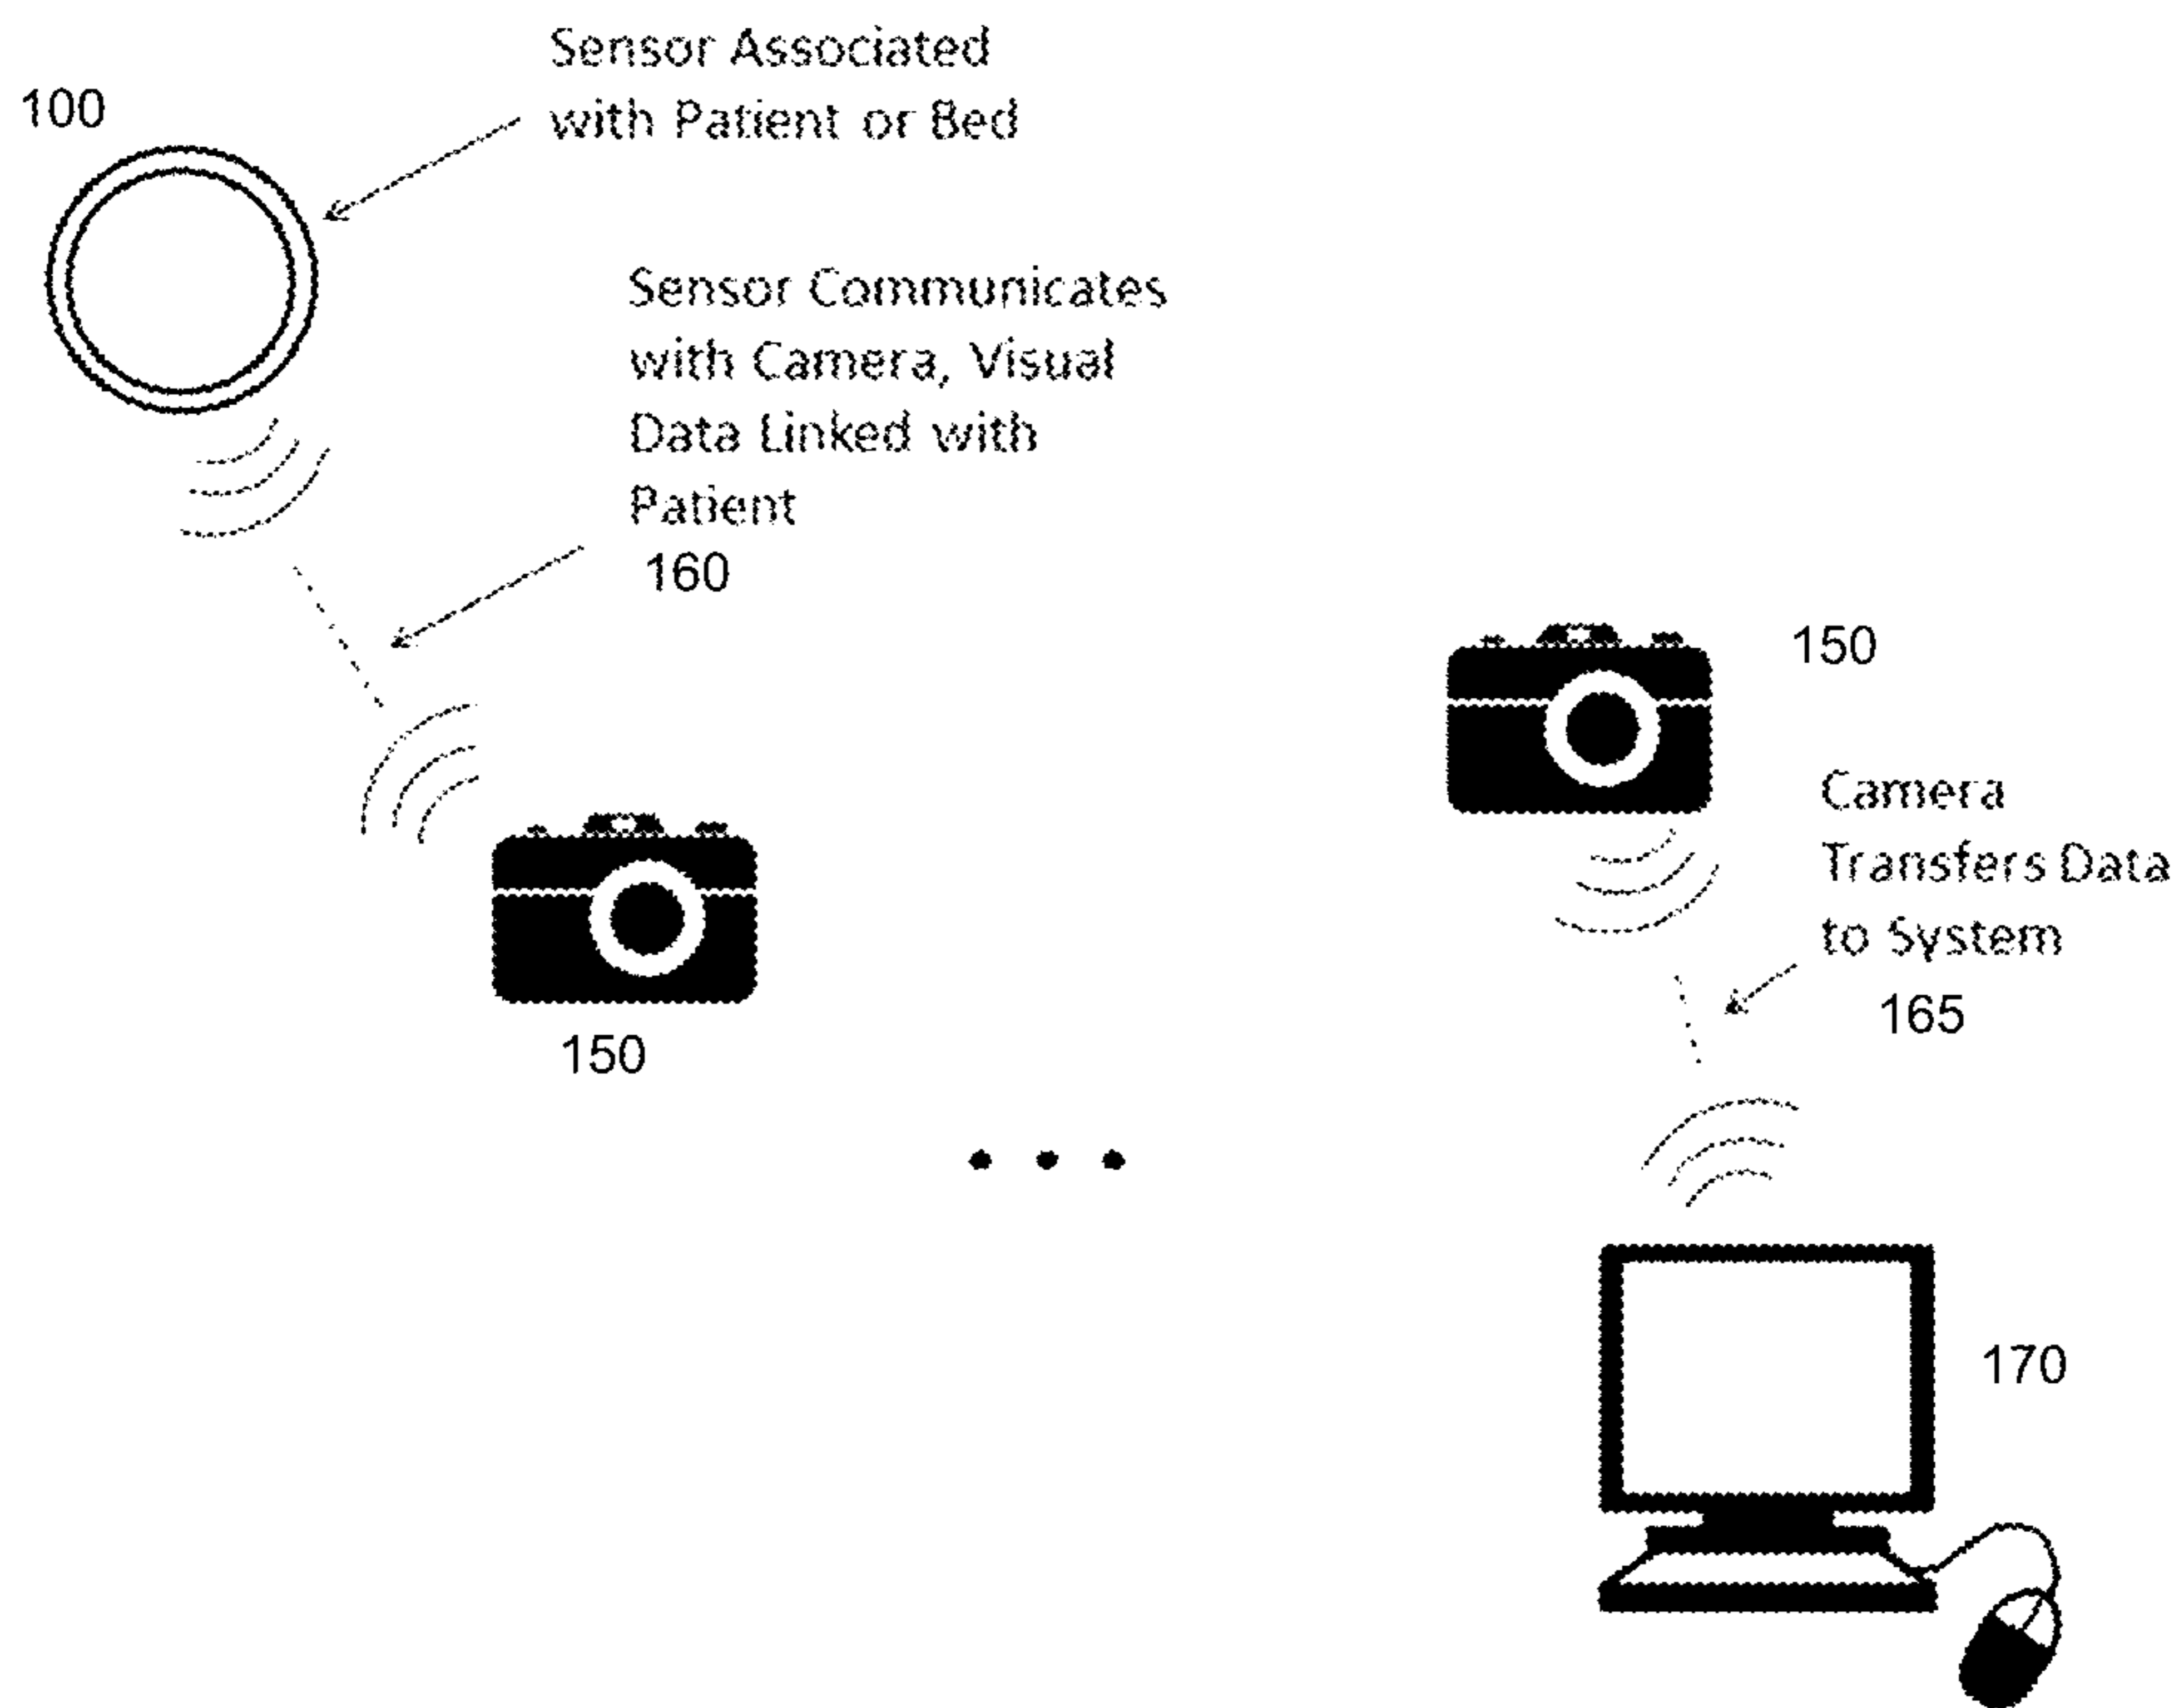 100
Sensor Associated
with Patient or Bed
Sensor Communicates
with Camera, Visual
Data Linked with
Patient
160
150
150
Camera
Transfers Data
to System
165
170